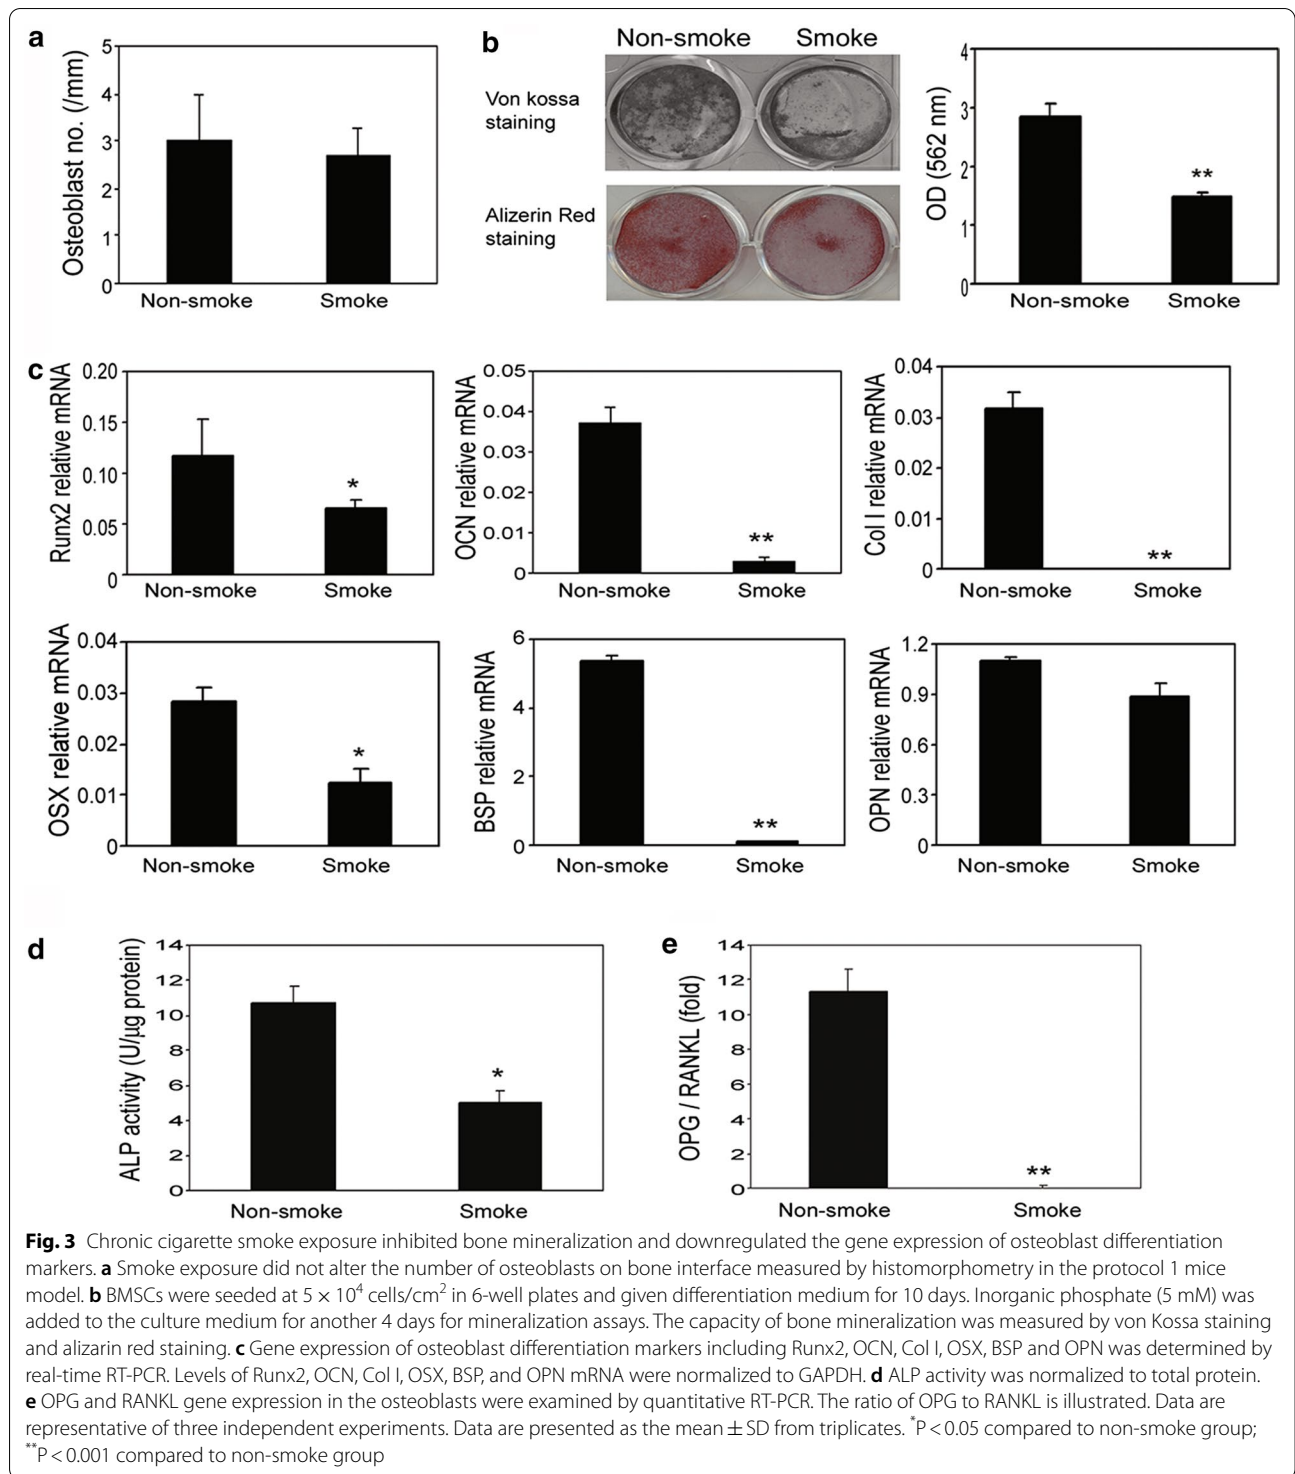 a
5
4
3
2
1
0
Osteoblast no. (/mm)
Non-smoke Smoke
b
Non-smoke Smoke
Von kossa
staining
Alizerin Red
staining
4
3
2
1
0
OD (562 nm)
Non-smoke Smoke
c
0.20
0.15
0.10
0.05
0
Runx2 relative mRNA
*
Non-smoke Smoke
0.05
0.04
0.03
0.02
0.01
0
OCN relative mRNA
**
Non-smoke Smoke
0.04
0.03
0.02
0.01
0
Col I relative mRNA
**
Non-smoke Smoke
0.04
0.03
0.02
0.01
0
OSX relative mRNA
*
Non-smoke Smoke
6
4
2
0
BSP relative mRNA
**
Non-smoke Smoke
1.2
0.9
0.6
0.3
0
OPN relative mRNA
Non-smoke Smoke
d
14
12
10
8
6
4
2
0
ALP activity (U/µg protein)
*
Non-smoke Smoke
e
14
12
10
8
6
4
2
0
OPG / RANKL (fold)
**
Non-smoke Smoke
Fig. 3 Chronic cigarette smoke exposure inhibited bone mineralization and downregulated the gene expression of osteoblast differentiation
markers. a Smoke exposure did not alter the number of osteoblasts on bone interface measured by histomorphometry in the protocol 1 mice
model. b BMSCs were seeded at 5 × 10⁴ cells/cm² in 6-well plates and given differentiation medium for 10 days. Inorganic phosphate (5 mM) was
added to the culture medium for another 4 days for mineralization assays. The capacity of bone mineralization was measured by von Kossa staining
and alizarin red staining. c Gene expression of osteoblast differentiation markers including Runx2, OCN, Col I, OSX, BSP and OPN was determined by
real-time RT-PCR. Levels of Runx2, OCN, Col I, OSX, BSP, and OPN mRNA were normalized to GAPDH. d ALP activity was normalized to total protein.
e OPG and RANKL gene expression in the osteoblasts were examined by quantitative RT-PCR. The ratio of OPG to RANKL is illustrated. Data are
representative of three independent experiments. Data are presented as the mean ± SD from triplicates. *P < 0.05 compared to non-smoke group;
**P < 0.001 compared to non-smoke group